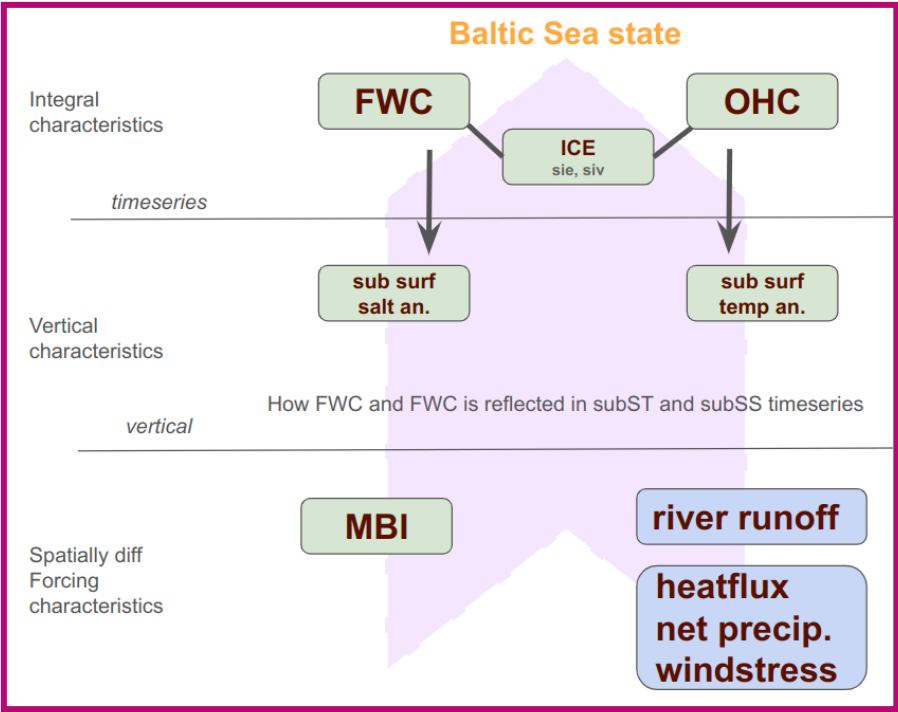 Baltic Sea state
Integral
characteristics
FWC
OHC
ICE
sie, siv
timeseries
sub surf
salt an.
sub surf
temp an.
Vertical
characteristics
How FWC and FWC is reflected in subST and subSS timeseries
vertical
MBI
river runoff
Spatially diff
Forcing
characteristics
heatflux
net precip.
windstress